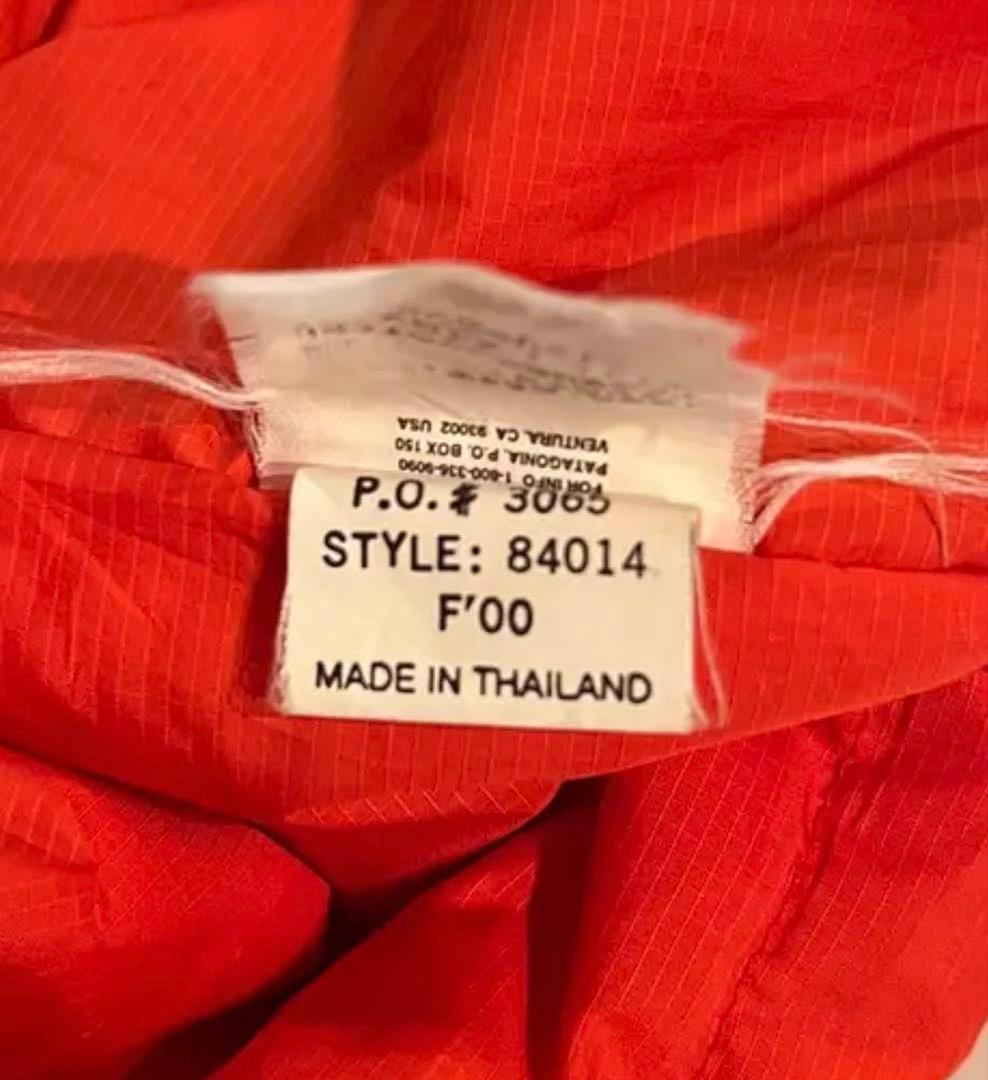 VENTURA, CA 93002 USA
PATAGONIA, P.O. BOX 150
FOR INFO 1-800-336-9090
P.O.# 3065
STYLE: 84014
F'00
MADE IN THAILAND